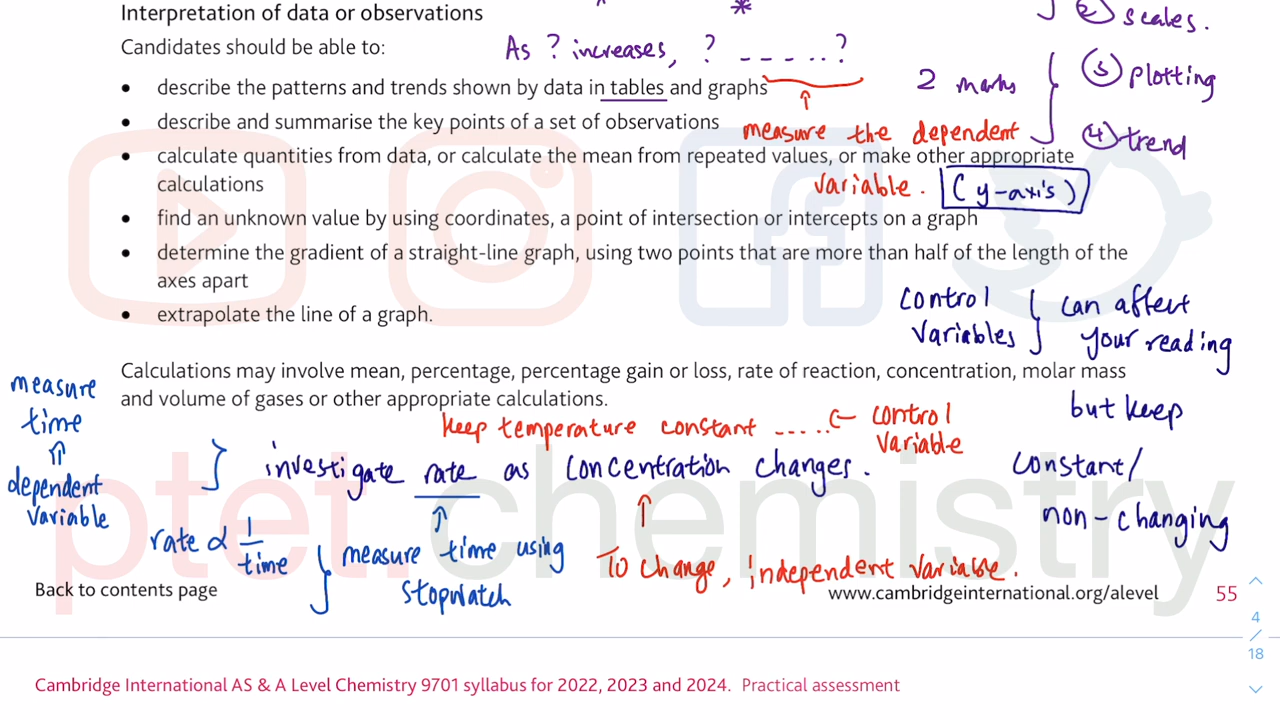 Interpretation of data or observations
*
② scales.
Candidates should be able to:
As ? increases, ? - - - - - ?
• describe the patterns and trends shown by data in tables and graphs
2 marks
③ plotting
• describe and summarise the key points of a set of observations
measure the dependent
④ trend
• calculate quantities from data, or calculate the mean from repeated values, or make other appropriate
calculations
variable. (y-axis)
• find an unknown value by using coordinates, a point of intersection or intercepts on a graph
• determine the gradient of a straight-line graph, using two points that are more than half of the length of the
axes apart
• extrapolate the line of a graph.
control
variables
can affect
your reading
but keep
constant/
non-changing
Calculations may involve mean, percentage, percentage gain or loss, rate of reaction, concentration, molar mass
and volume of gases or other appropriate calculations.
measure
time
dependent
variable
keep temperature constant ..... ← control
variable
investigate rate as concentration changes.
rate ∝ 1/time
measure time using
stopwatch
To change, independent variable.
ptet chemistry
Back to contents page
www.cambridgeinternational.org/alevel 55
4
/
18
Cambridge International AS & A Level Chemistry 9701 syllabus for 2022, 2023 and 2024. Practical assessment